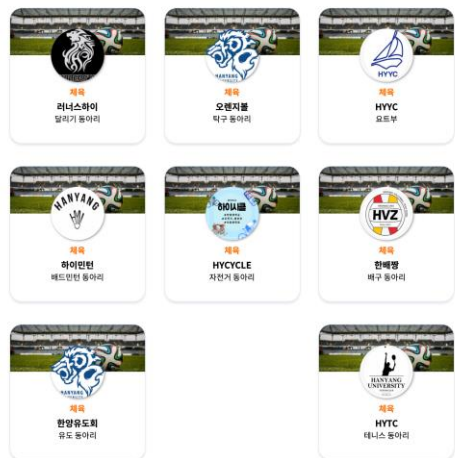 HANYANG
체육
러너스하이
달리기 동아리
체육
오렌지볼
탁구 동아리
HYYC
체육
HYYC
요트부
HANYANG
체육
하이민턴
배드민턴 동아리
하이시클
체육
HYCYCLE
자전거 동아리
HVZ
체육
한배짱
배구 동아리
HANYANG
체육
한양유도회
유도 동아리
HANYANG
UNIVERSITY
체육
HYTC
테니스 동아리